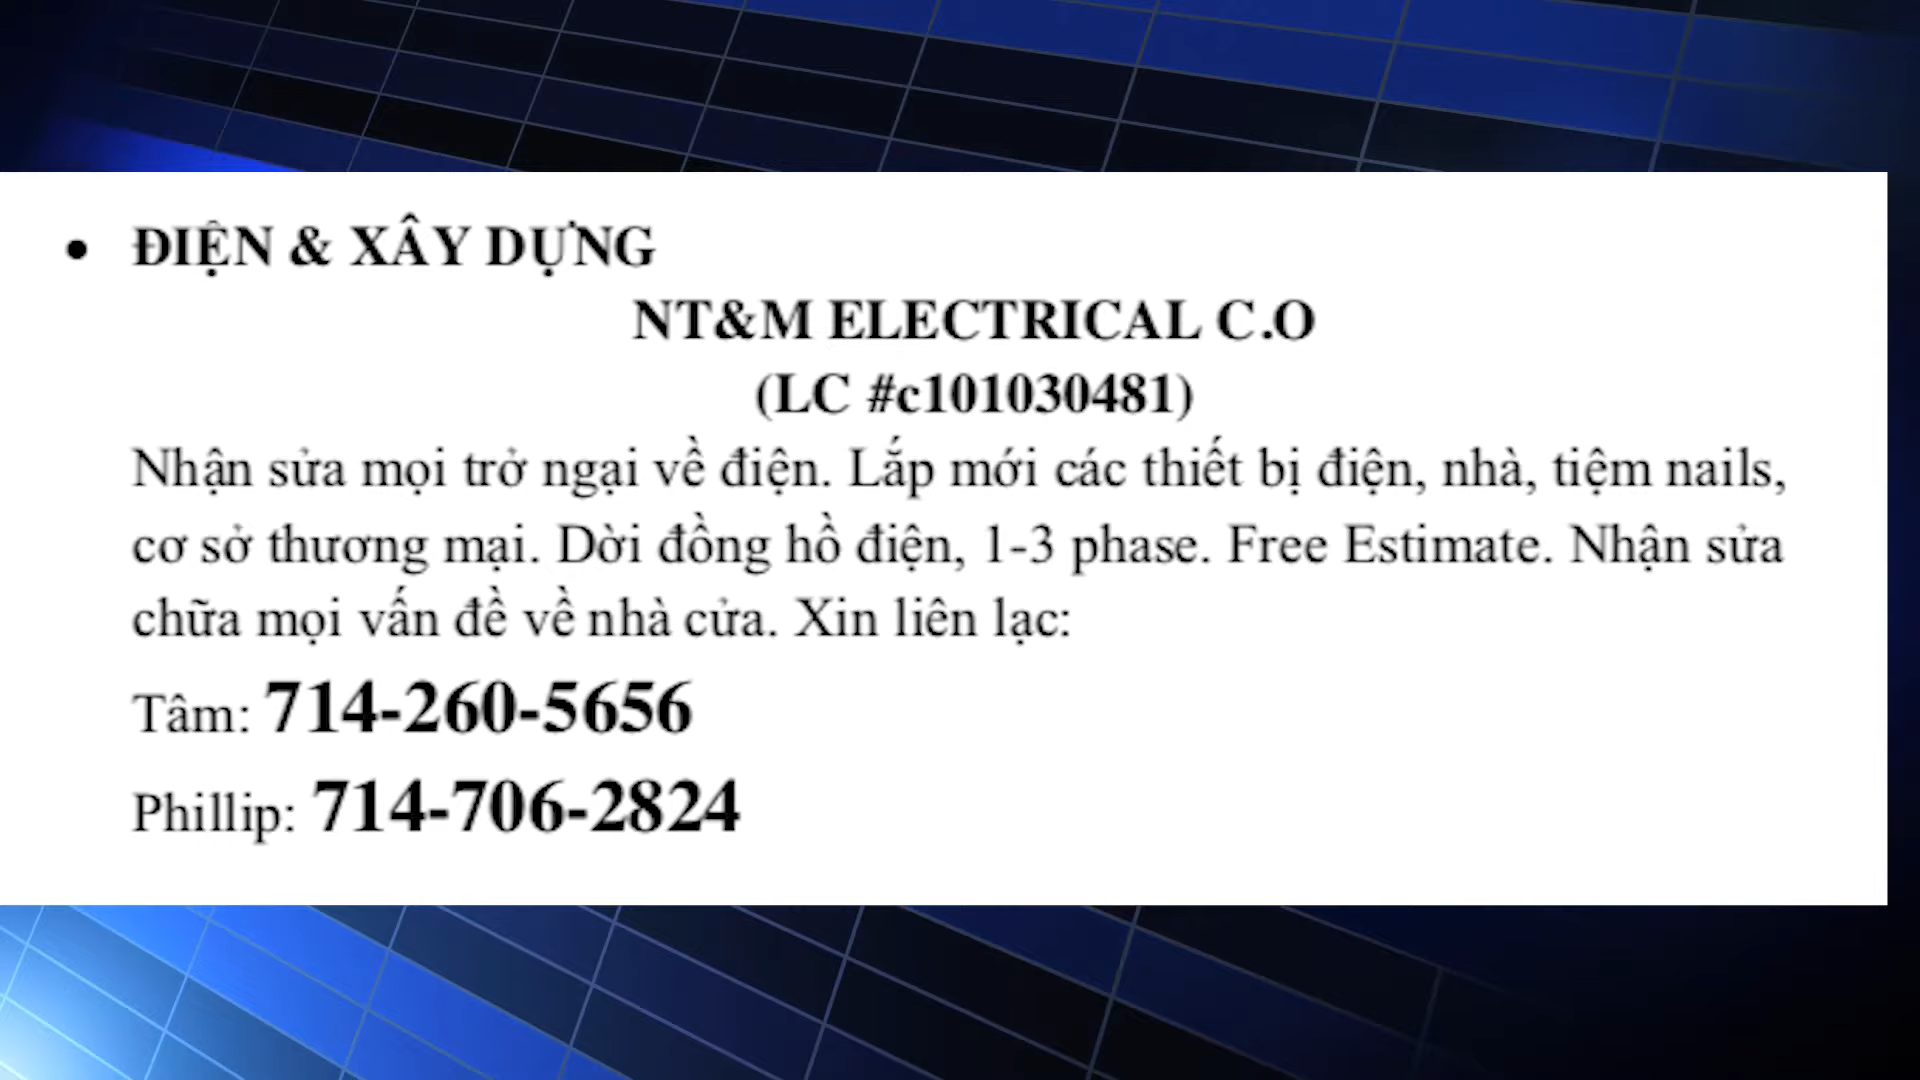 • ĐIỆN & XÂY DỰNG
NT&M ELECTRICAL C.O
(LC #c101030481)
Nhận sửa mọi trở ngại về điện. Lắp mới các thiết bị điện, nhà, tiệm nails,
cơ sở thương mại. Dời đồng hồ điện, 1-3 phase. Free Estimate. Nhận sửa
chữa mọi vấn đề về nhà cửa. Xin liên lạc:
Tâm: 714-260-5656
Phillip: 714-706-2824